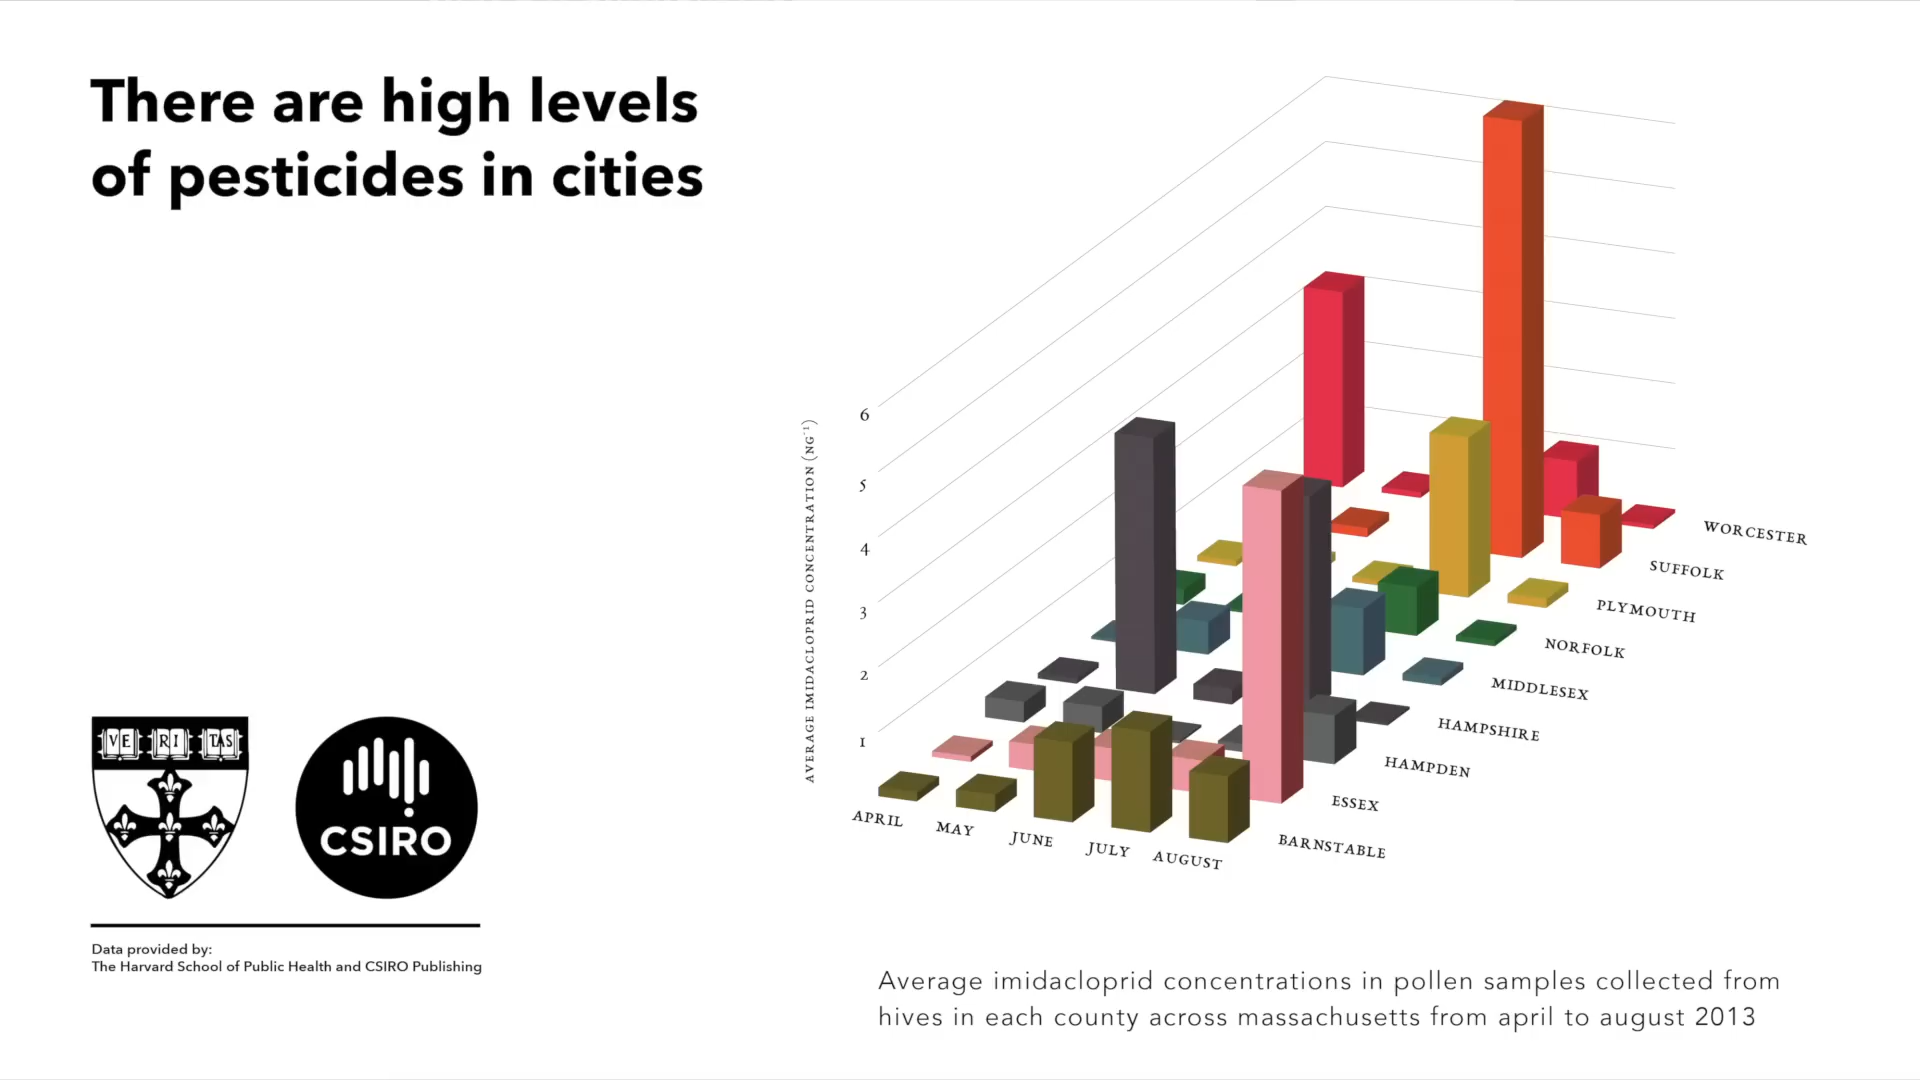 There are high levels
of pesticides in cities
VE RI TAS
CSIRO
Data provided by:
The Harvard School of Public Health and CSIRO Publishing
AVERAGE IMIDACLOPRID CONCENTRATION (NG⁻¹)
6
5
4
3
2
1
APRIL
MAY
JUNE
JULY
AUGUST
WORCESTER
SUFFOLK
PLYMOUTH
NORFOLK
MIDDLESEX
HAMPSHIRE
HAMPDEN
ESSEX
BARNSTABLE
Average imidacloprid concentrations in pollen samples collected from
hives in each county across massachusetts from april to august 2013